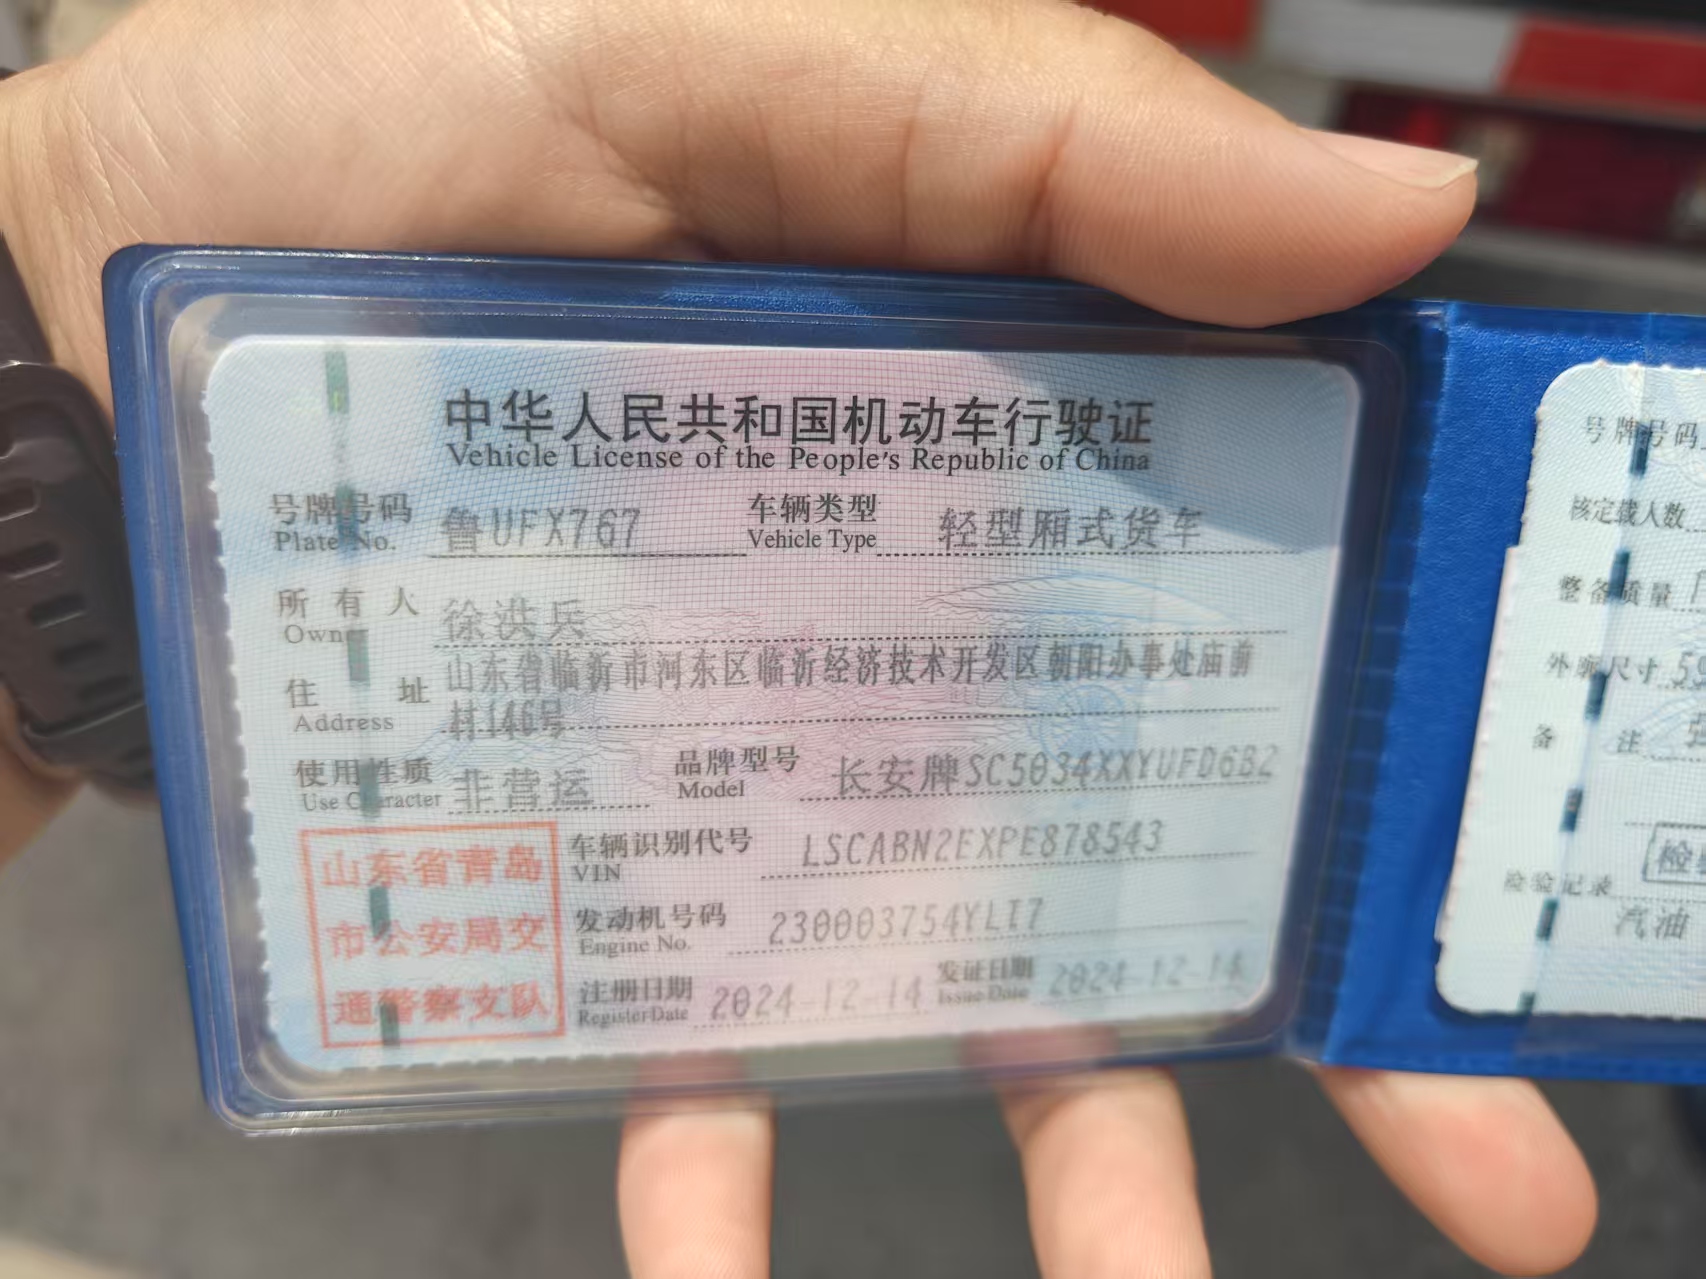 中华人民共和国机动车行驶证
Vehicle License of the People's Republic of China
号牌号码 鲁UFX767 车辆类型 轻型厢式货车
Plate No. Vehicle Type
所有人 徐洪兵
Owner
山东省临沂市河东区临沂经济技术开发区朝阳办事处庙前
住址
Address 村146号
使用性质 非营运 品牌型号 长安牌SC5034XXYUFD6B2
Use Character Model
山东省青岛
市公安局交
通警察支队
车辆识别代号 LSCABN2EXPE878543
VIN
发动机号码 230003754YLI7
Engine No.
注册日期 2024-12-14 发证日期 2024-12-14
Register Date Issue Date
号牌号码
核定载人数
整备质量
外廓尺寸 59
备注
检验记录
汽油